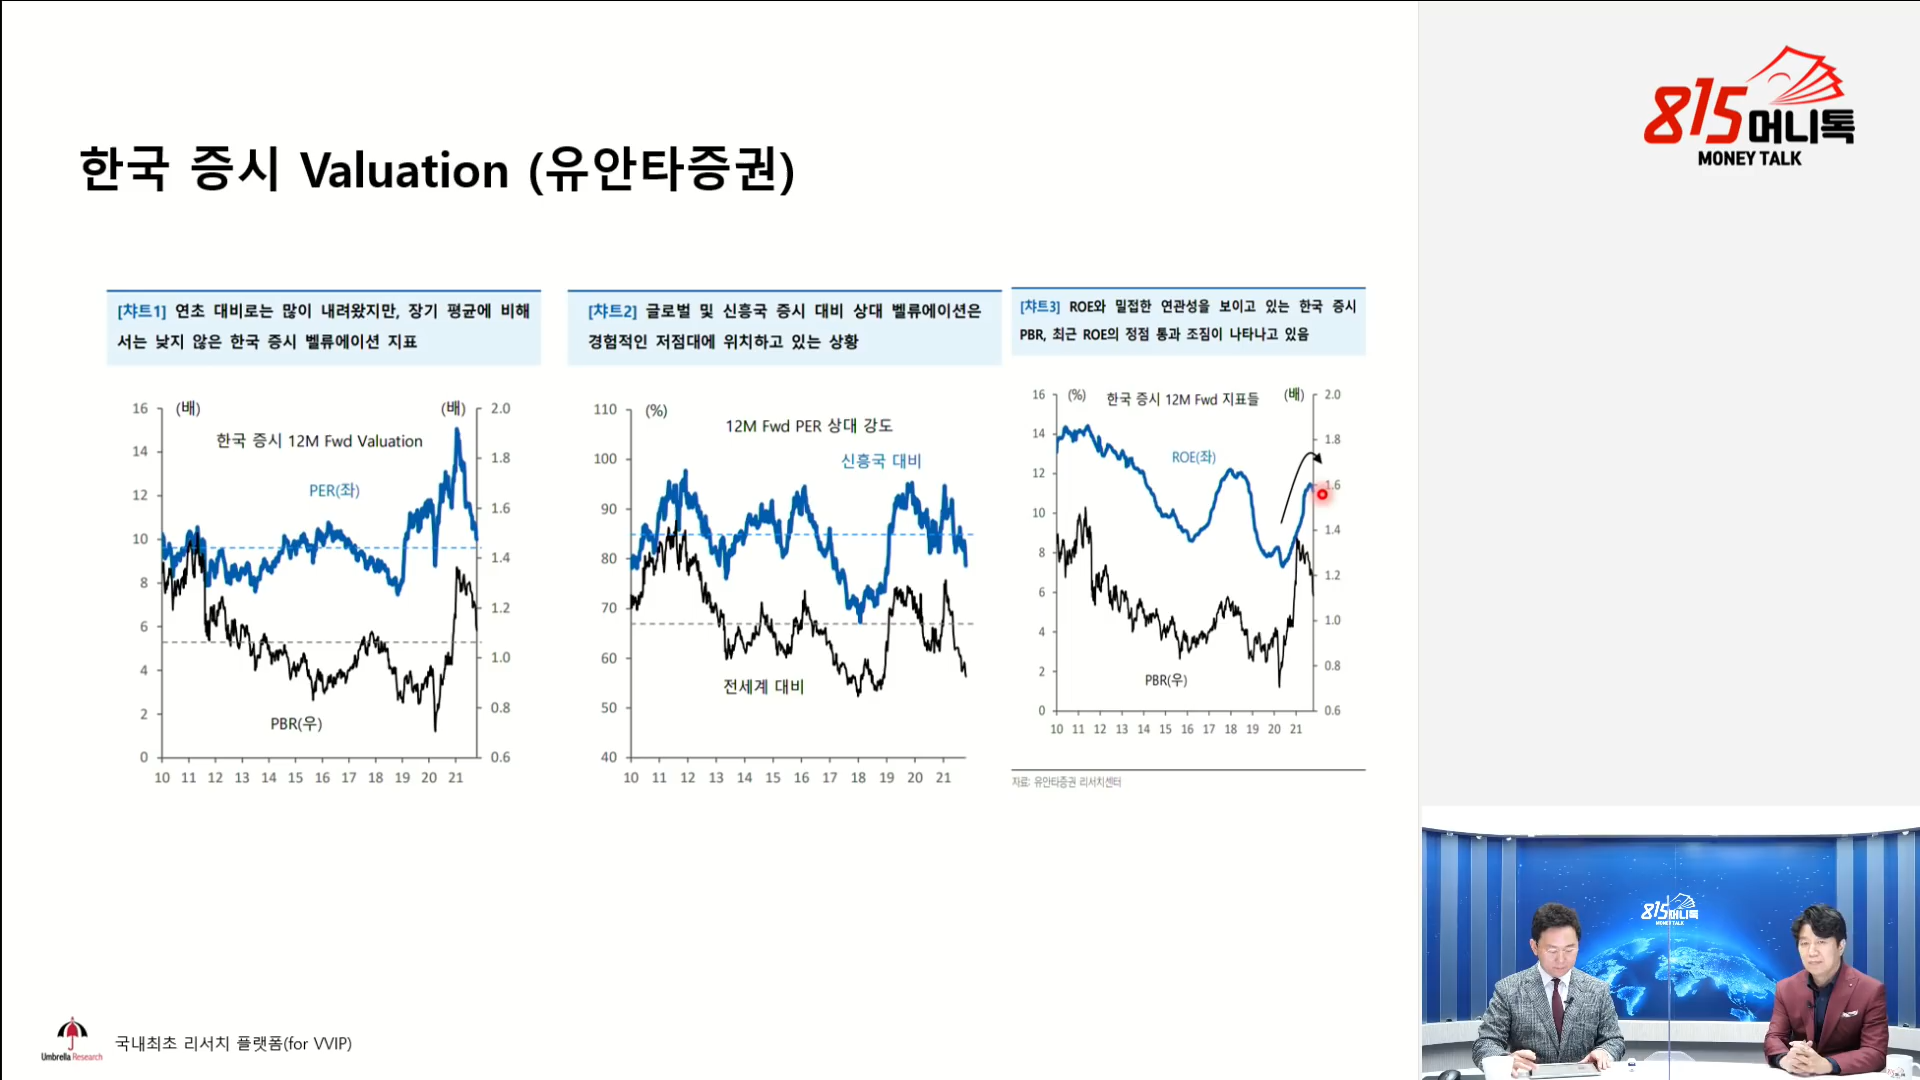 815머니톡
MONEY TALK
한국 증시 Valuation (유안타증권)
[챠트1] 연초 대비로는 많이 내려왔지만, 장기 평균에 비해
서는 낮지 않은 한국 증시 벨류에이션 지표
16 (배) (배) 2.0
한국 증시 12M Fwd Valuation
14 1.8
PER(좌)
12 1.6
10 1.4
8 1.2
6 1.0
4 0.8
PBR(우)
2
0 0.6
10 11 12 13 14 15 16 17 18 19 20 21
[챠트2] 글로벌 및 신흥국 증시 대비 상대 벨류에이션은
경험적인 저점대에 위치하고 있는 상황
110 (%)
12M Fwd PER 상대 강도
100 신흥국 대비
90
80
70
60
전세계 대비
50
40
10 11 12 13 14 15 16 17 18 19 20 21
[챠트3] ROE와 밀접한 연관성을 보이고 있는 한국 증시
PBR, 최근 ROE의 정점 통과 조짐이 나타나고 있음
16 (%) 한국 증시 12M Fwd 지표들 (배) 2.0
14 1.8
ROE(좌)
12 1.6
10 1.4
8 1.2
6 1.0
4 0.8
PBR(우)
2
0 0.6
10 11 12 13 14 15 16 17 18 19 20 21
자료: 유안타증권 리서치센터
815머니톡
MONEY TALK
Umbrella Research
국내최초 리서치 플랫폼(for VVIP)